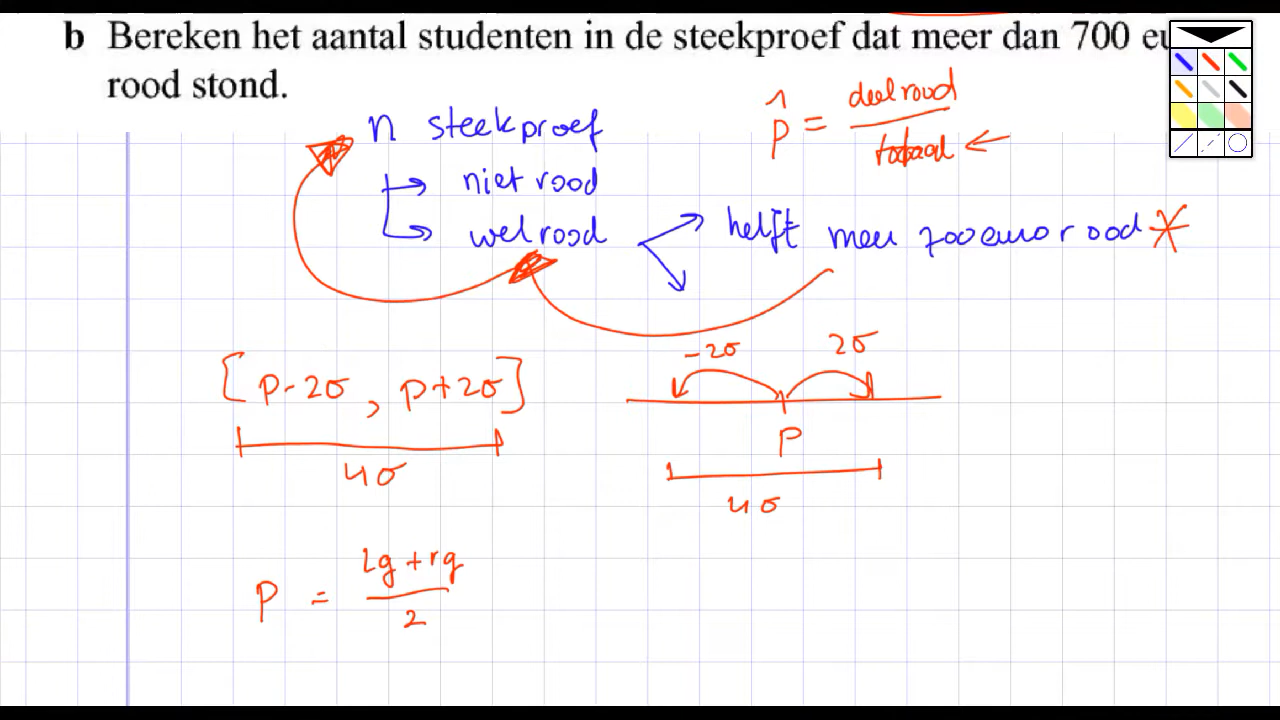 b Bereken het aantal studenten in de steekproef dat meer dan 700 eu
rood stond.
n steekproef
niet rood
wel rood
helft meer 700 euro rood
p̂ = deel rood / totaal
[p-2σ, p+2σ]
4σ
-2σ 2σ
p
4σ
p = lg + rg / 2